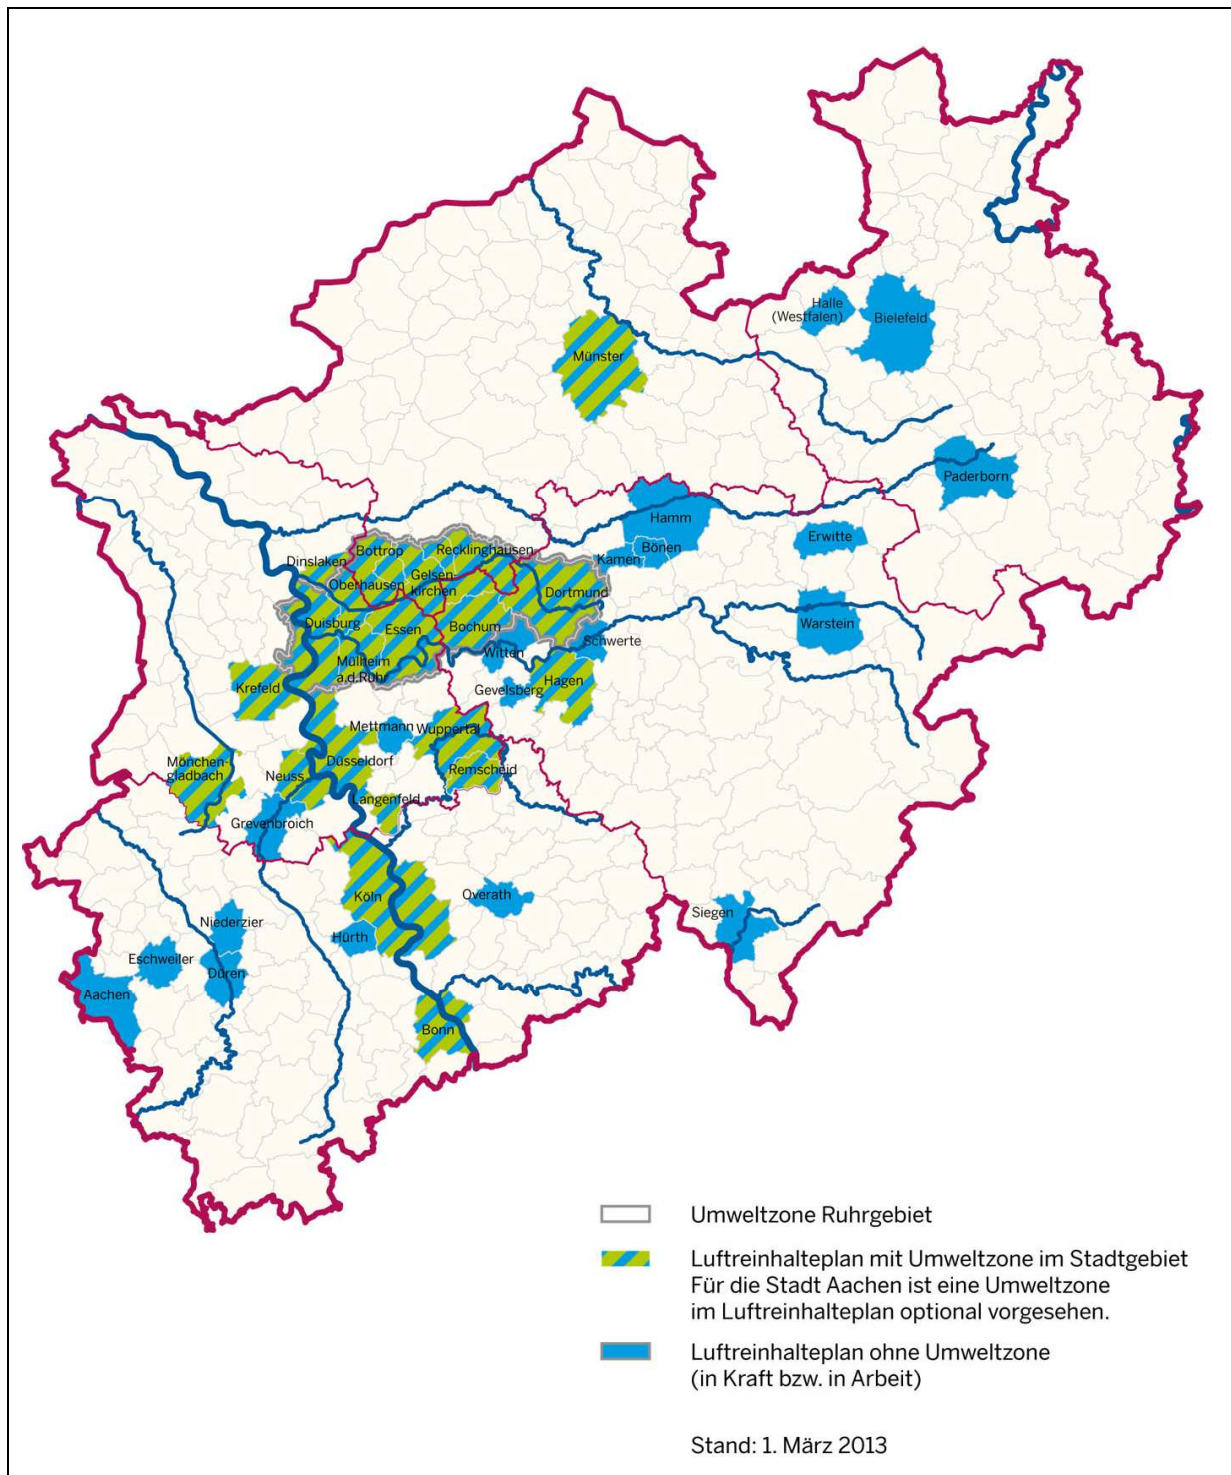 Halle
(Westfalen)
Bielefeld
Münster
Paderborn
Hamm
Erwitte
Bönen
Kamen
Recklinghausen
Bottrop
Dinslaken
Gelsen-
kirchen
Oberhausen
Dortmund
Duisburg
Essen
Bochum
Warstein
Schwerte
Witten
Mülheim
a.d.Ruhr
Hagen
Krefeld
Gevelsberg
Mettmann
Wuppertal
Mönchen-
gladbach
Neuss
Düsseldorf
Remscheid
Langenfeld
Grevenbroich
Köln
Overath
Siegen
Niederzier
Hürth
Eschweiler
Düren
Aachen
Bonn
Umweltzone Ruhrgebiet
Luftreinhalteplan mit Umweltzone im Stadtgebiet
Für die Stadt Aachen ist eine Umweltzone
im Luftreinhalteplan optional vorgesehen.
Luftreinhalteplan ohne Umweltzone
(in Kraft bzw. in Arbeit)
Stand: 1. März 2013